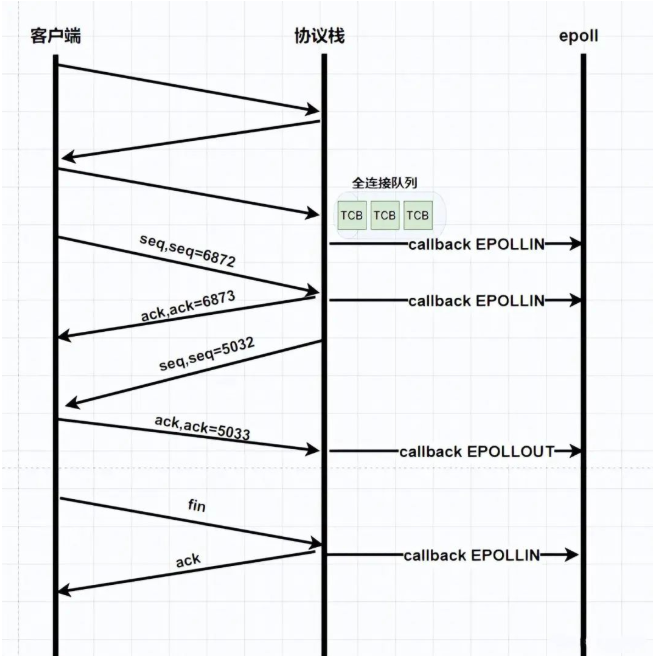 客户端
协议栈
epoll
全连接队列
TCB TCB TCB
callback EPOLLIN
seq,seq=6872
callback EPOLLIN
ack,ack=6873
seq,seq=5032
ack,ack=5033
callback EPOLLOUT
fin
callback EPOLLIN
ack